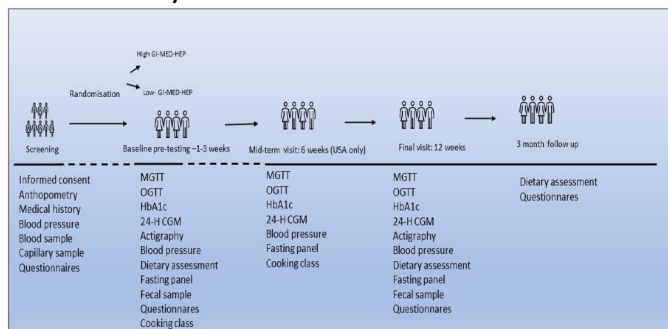 High GI-MED-HEP
Randomisation
Low- GI-MED-HEP
Screening
Baseline pre-testing ~1-3 weeks
Mid-term visit: 6 weeks (USA only)
Final visit: 12 weeks
3 month follow up
Informed consent
Anthopometry
Medical history
Blood pressure
Blood sample
Capillary sample
Questionnaires
MGTT
OGTT
HbA1c
24-H CGM
Actigraphy
Blood pressure
Dietary assessment
Fasting panel
Fecal sample
Questionnares
Cooking class
MGTT
OGTT
HbA1c
24-H CGM
Blood pressure
Fasting panel
Cooking class
MGTT
OGTT
HbA1c
24-H CGM
Actigraphy
Blood pressure
Dietary assessment
Fasting panel
Fecal sample
Questionnares
Dietary assessment
Questionnares